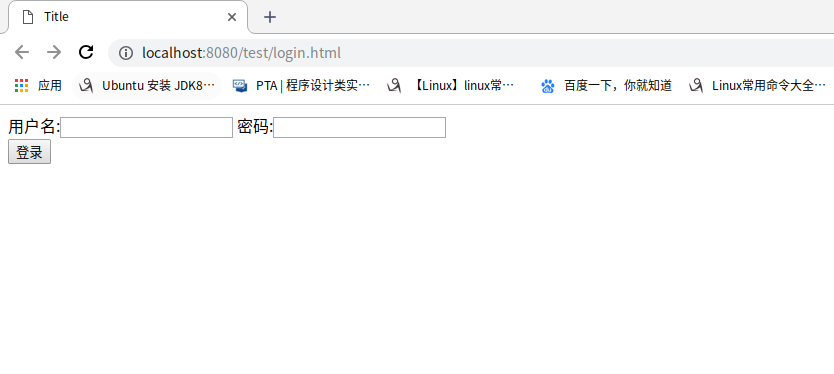 Title
localhost:8080/test/login.html
应用 Ubuntu 安装 JDK8… PTA | 程序设计类实… 【Linux】linux常… 百度一下，你就知道 Linux常用命令大全…
用户名: 密码:
登录